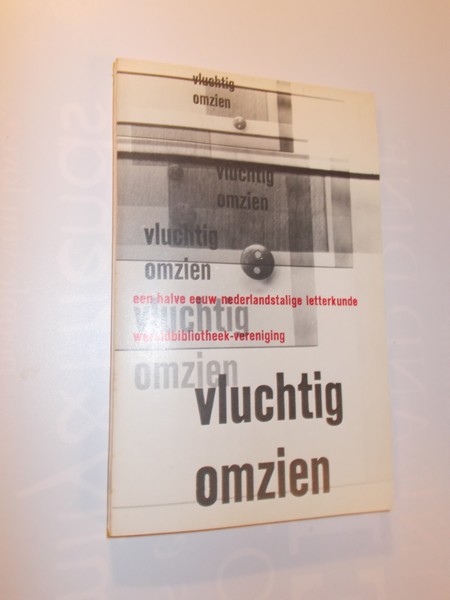 vluchtig
omzien
vluchtig
omzien
vluchtig
omzien
een halve eeuw nederlandstalige letterkunde
vluchtig
wereldbibliotheek-vereniging
omzien
vluchtig
omzien